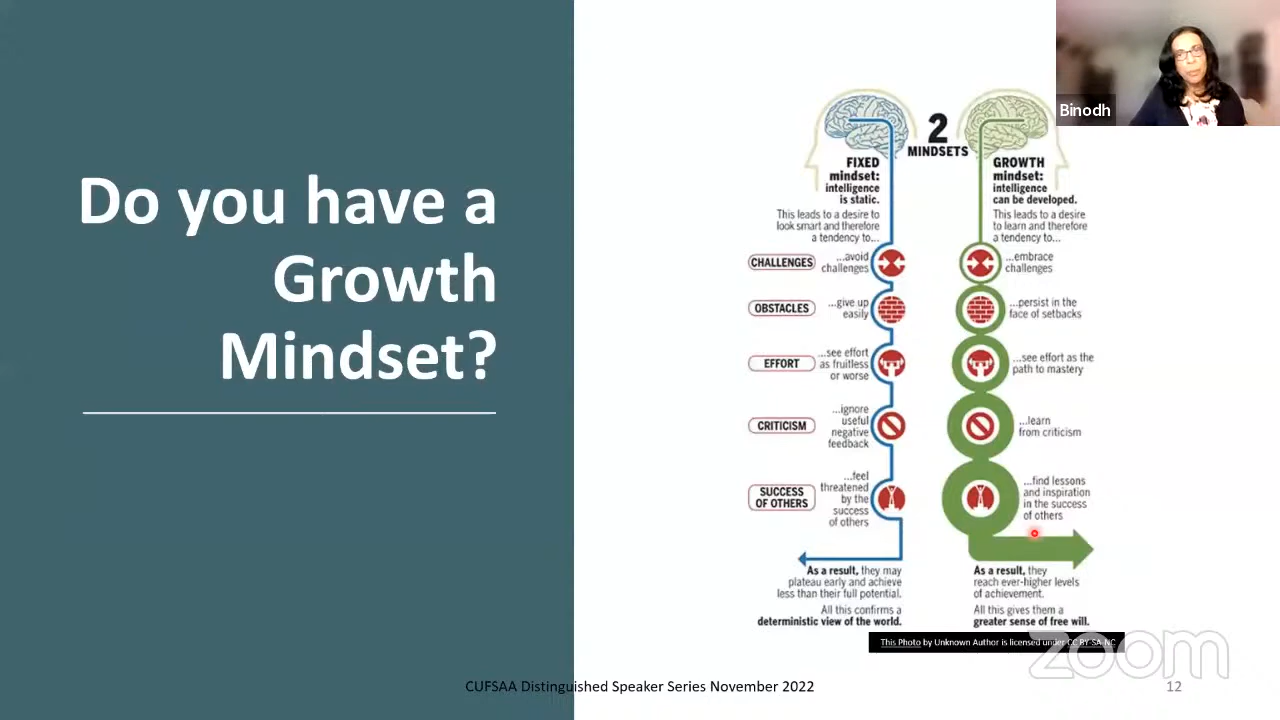 Do you have a
Growth
Mindset?
Binodh
2
MINDSETS
FIXED
mindset:
intelligence
is static.
This leads to a desire to
look smart and therefore
a tendency to...
GROWTH
mindset:
intelligence
can be developed.
This leads to a desire
to learn and therefore
a tendency to...
CHALLENGES
...avoid
challenges
...embrace
challenges
OBSTACLES
...give up
easily
...persist in the
face of setbacks
EFFORT
...see effort
as fruitless
or worse
...see effort as the
path to mastery
CRITICISM
...ignore
useful
negative
feedback
...learn
from criticism
SUCCESS
OF OTHERS
...feel
threatened
by the
success
of others
...find lessons
and inspiration
in the success
of others
As a result, they may
plateau early and achieve
less than their full potential.
All this confirms a
deterministic view of the world.
As a result, they
reach ever-higher levels
of achievement.
All this gives them a
greater sense of free will.
This Photo by Unknown Author is licensed under CC BY-SA-NC
zoom
CUFSAA Distinguished Speaker Series November 2022
12